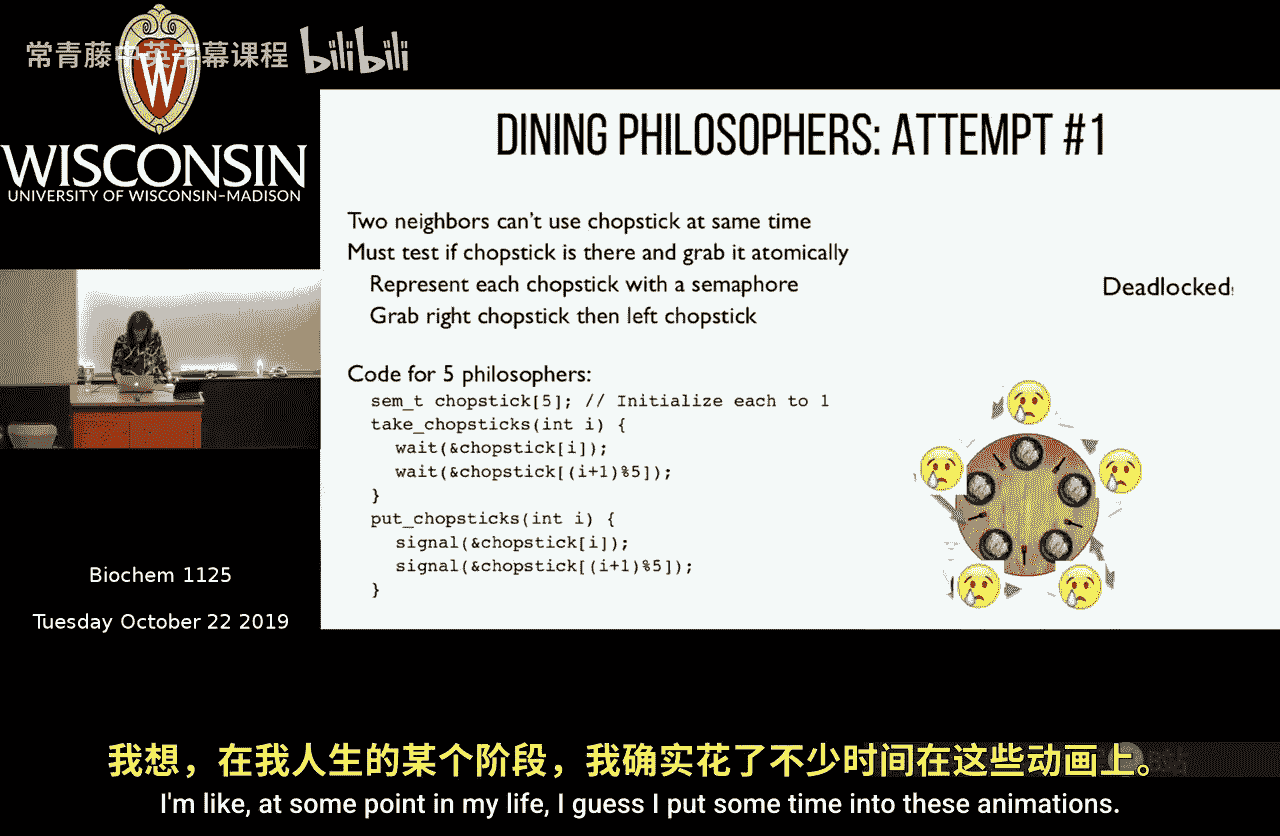 常青藤中英字幕课程 bilibili
W
WISCONSIN
UNIVERSITY OF WISCONSIN–MADISON
DINING PHILOSOPHERS: ATTEMPT #1
Two neighbors can't use chopstick at same time
Must test if chopstick is there and grab it atomically
Represent each chopstick with a semaphore
Grab right chopstick then left chopstick
Deadlocked!
Code for 5 philosophers:
sem_t chopstick[5]; // Initialize each to 1
take_chopsticks(int i) {
wait(&chopstick[i]);
wait(&chopstick[(i+1)%5]);
}
put_chopsticks(int i) {
signal(&chopstick[i]);
signal(&chopstick[(i+1)%5]);
}
Biochem 1125
Tuesday October 22 2019
我想，在我人生的某个阶段，我确实花了不少时间在这些动画上。
I'm like, at some point in my life, I guess I put some time into these animations.